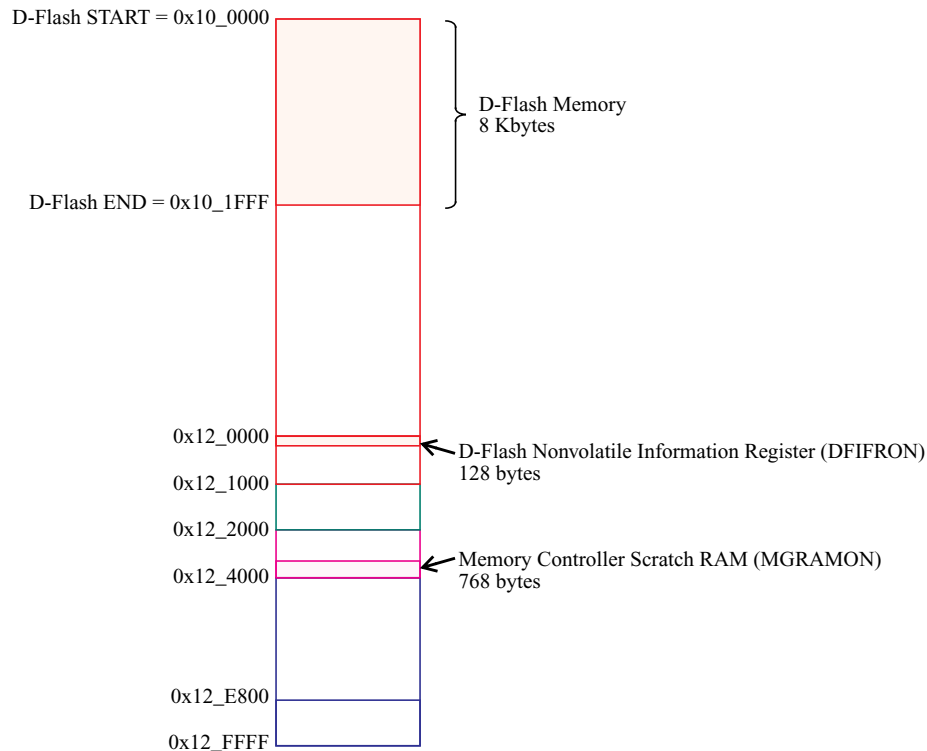 D-Flash START = 0x10_0000
D-Flash Memory
8 Kbytes
D-Flash END = 0x10_1FFF
0x12_0000
D-Flash Nonvolatile Information Register (DFIFRON)
128 bytes
0x12_1000
0x12_2000
Memory Controller Scratch RAM (MGRAMON)
0x12_4000
768 bytes
0x12_E800
0x12_FFFF